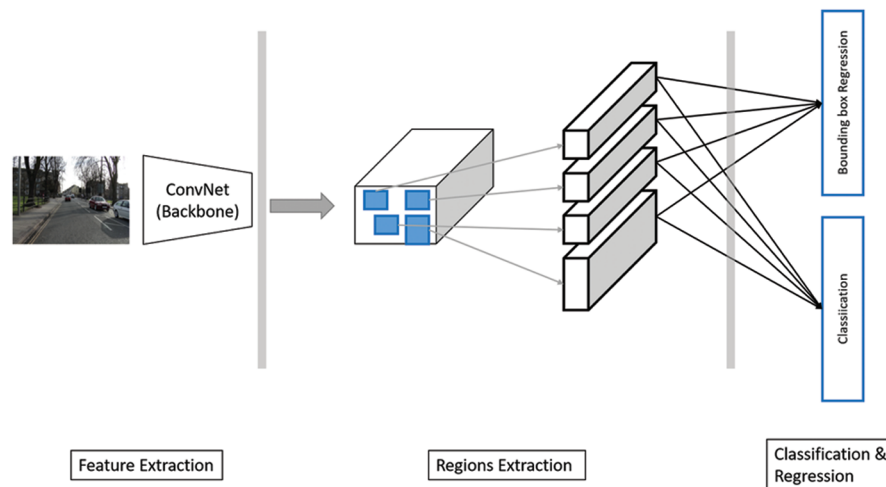 ConvNet
(Backbone)
Bounding box Regression
Classiication
Feature Extraction
Regions Extraction
Classification &
Regression